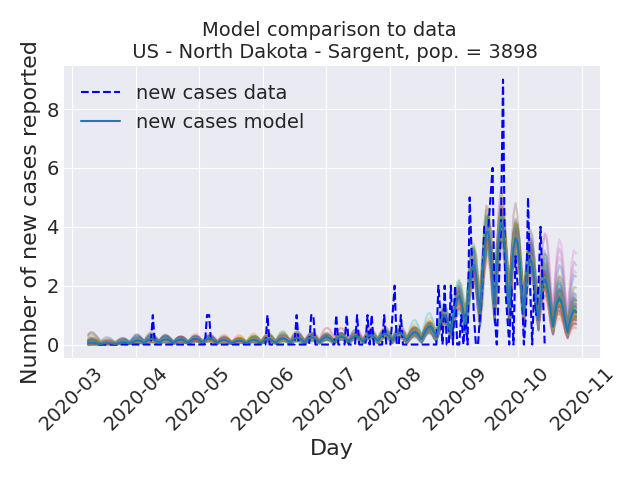 Model comparison to data
US - North Dakota - Sargent, pop. = 3898
new cases data
new cases model
Number of new cases reported
8
6
4
2
0
2020-03
2020-04
2020-05
2020-06
2020-07
2020-08
2020-09
2020-10
2020-11
Day